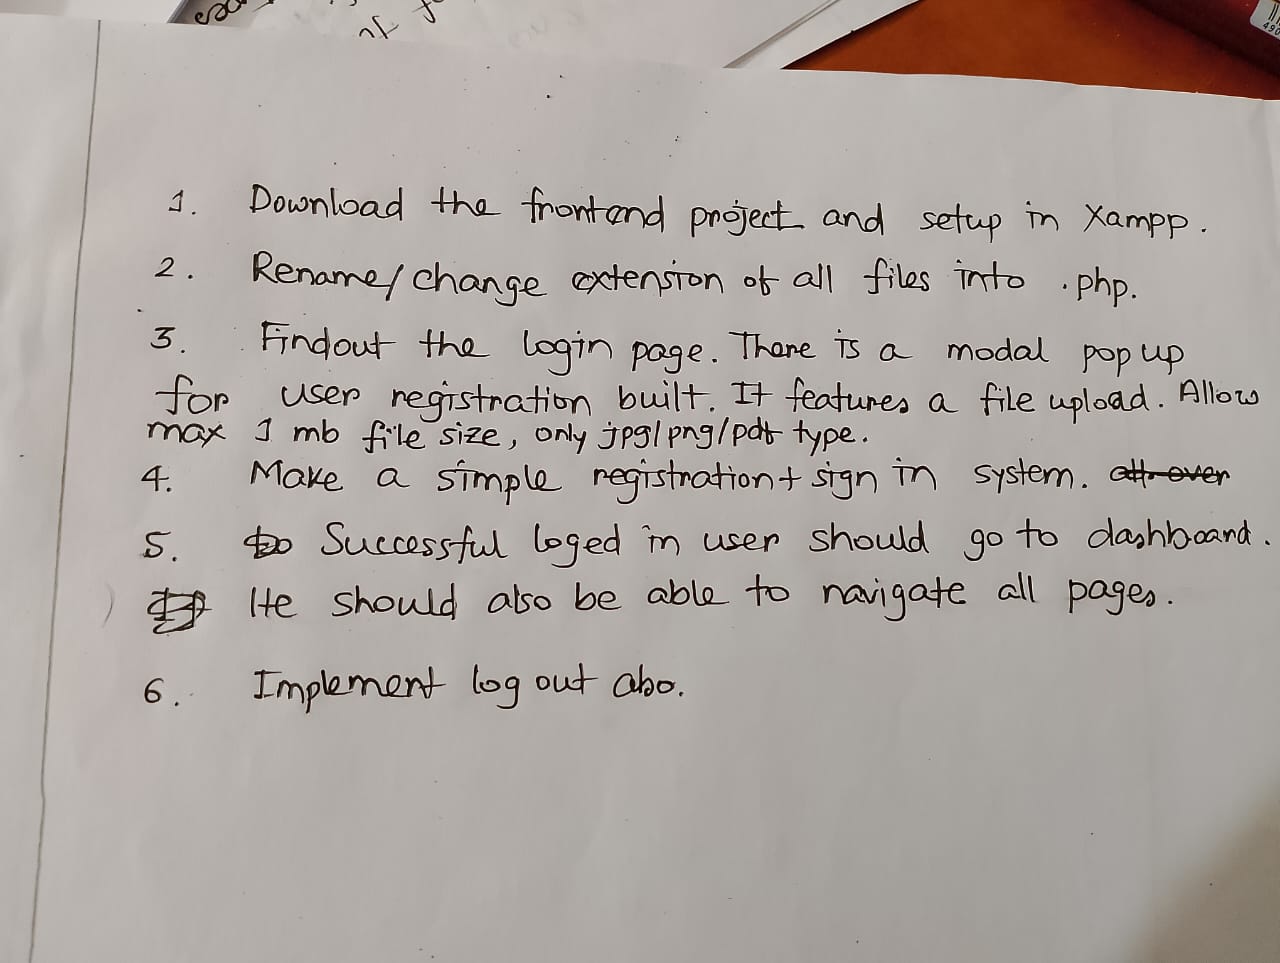 1. Download the frontend project and setup in Xampp.
2. Rename/change extension of all files into .php.
3. Findout the login page. There is a modal pop up
for user registration built. It features a file upload. Allow
max 1 mb file size, only jpg/png/pdf type.
4. Make a simple registration+ sign in system. all over
5. to Successful loged in user should go to dashboard.
He should also be able to navigate all pages.
6. Implement log out also.